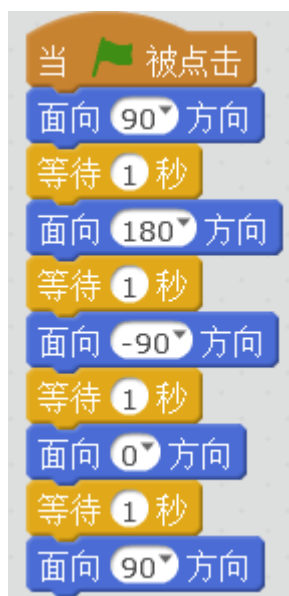 当 被点击
面向 90 方向
等待 1 秒
面向 180 方向
等待 1 秒
面向 -90 方向
等待 1 秒
面向 0 方向
等待 1 秒
面向 90 方向